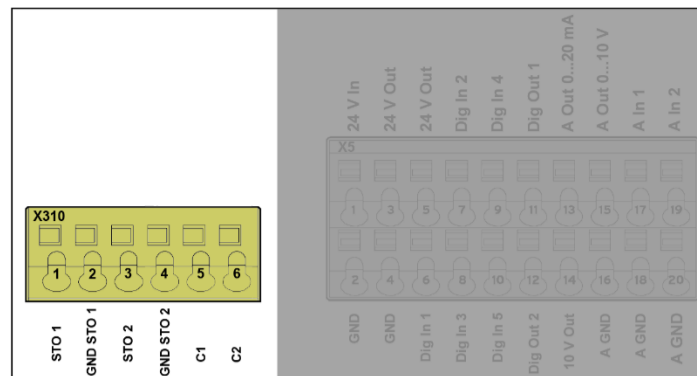 24 V In
24 V Out
24 V Out
Dig In 2
Dig In 4
Dig Out 1
A Out 0...20 mA
A Out 0...10 V
A In 1
A In 2
X5
1 3 5 7 9 11 13 15 17 19
2 4 6 8 10 12 14 16 18 20
GND
GND
Dig In 1
Dig In 3
Dig In 5
Dig Out 2
10 V Out
A GND
A GND
A GND
X310
1 2 3 4 5 6
STO 1
GND STO 1
STO 2
GND STO 2
C1
C2